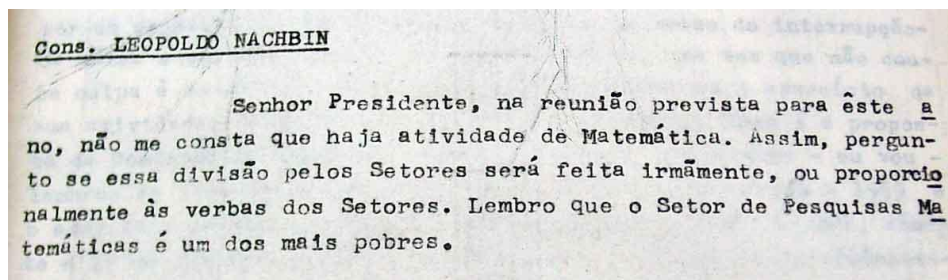 Cons. LEOPOLDO NACHBIN
Senhor Presidente, na reunião prevista para êste a
no, não me consta que haja atividade de Matemática. Assim, pergun-
to se essa divisão pelos Setores será feita irmãmente, ou proporcio
nalmente às verbas dos Setores. Lembro que o Setor de Pesquisas Ma
temáticas é um dos mais pobres.